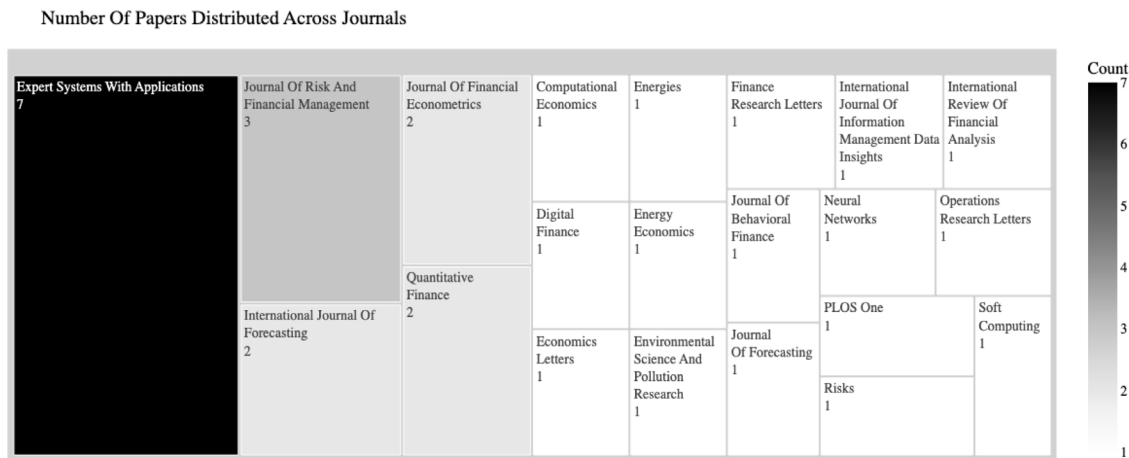 Number Of Papers Distributed Across Journals
Expert Systems With Applications
7
Journal Of Risk And
Financial Management
3
International Journal Of
Forecasting
2
Journal Of Financial
Econometrics
2
Quantitative
Finance
2
Computational
Economics
1
Digital
Finance
1
Economics
Letters
1
Energies
1
Energy
Economics
1
Environmental
Science And
Pollution
Research
1
Finance
Research Letters
1
International
Journal Of
Information
Management Data
Insights
1
International
Review Of
Financial
Analysis
1
Journal Of
Behavioral
Finance
1
Journal
Of Forecasting
1
Neural
Networks
1
Operations
Research Letters
1
PLOS One
1
Risks
1
Soft
Computing
1
Count
7
6
5
4
3
2
1